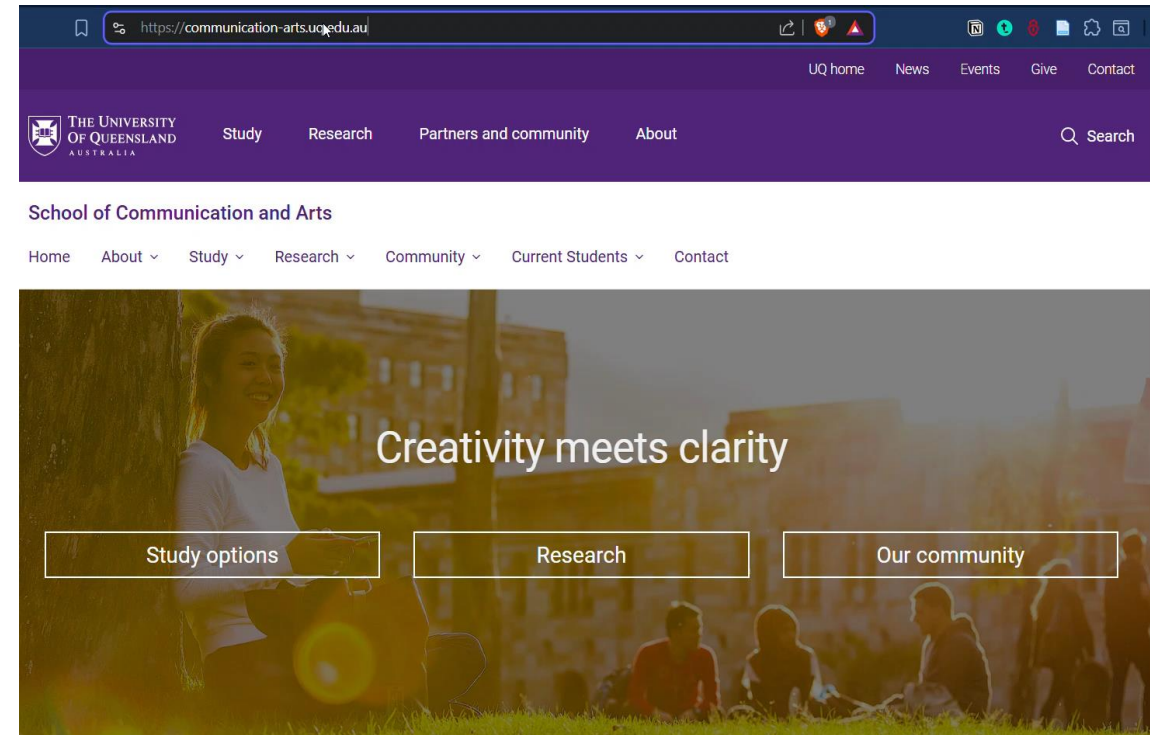 https://communication-arts.uq.edu.au
1
UQ home News Events Give Contact
THE UNIVERSITY
OF QUEENSLAND
AUSTRALIA
Study Research Partners and community About
Search
School of Communication and Arts
Home About Study Research Community Current Students Contact
Creativity meets clarity
Study options Research Our community